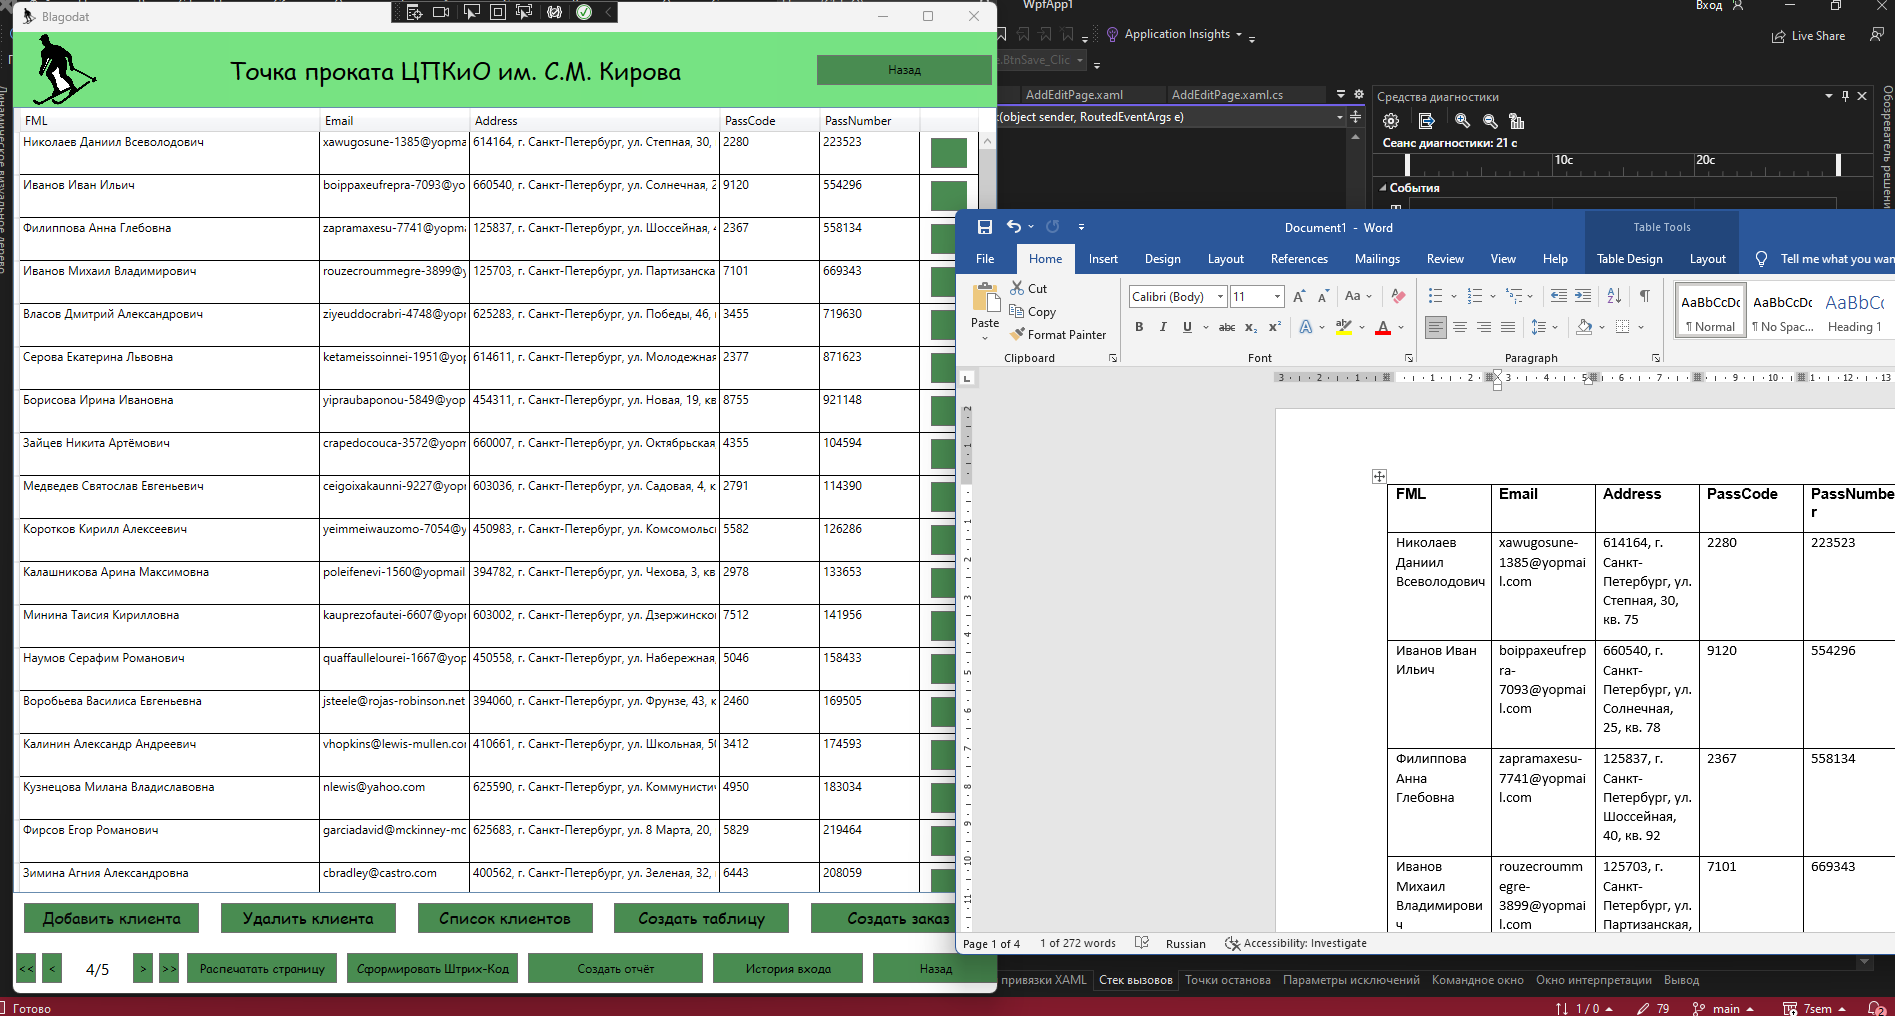 Blagodat
Точка проката ЦПКиО им. С.М. Кирова
Назад
FML Email Address PassCode PassNumber
Николаев Даниил Всеволодович xawugosune-1385@yopma 614164, г. Санкт-Петербург, ул. Степная, 30, 2280 223523
Иванов Иван Ильич boippaxeufrepra-7093@yo 660540, г. Санкт-Петербург, ул. Солнечная, 2 9120 554296
Филиппова Анна Глебовна zapramaxesu-7741@yopma 125837, г. Санкт-Петербург, ул. Шоссейная, 4 2367 558134
Иванов Михаил Владимирович rouzecroummegre-3899@y 125703, г. Санкт-Петербург, ул. Партизанска 7101 669343
Власов Дмитрий Александрович ziyeuddocrabri-4748@yopm 625283, г. Санкт-Петербург, ул. Победы, 46, 3455 719630
Серова Екатерина Львовна ketameissoinnei-1951@yop 614611, г. Санкт-Петербург, ул. Молодежная 2377 871623
Борисова Ирина Ивановна yipraubaponou-5849@yop 454311, г. Санкт-Петербург, ул. Новая, 19, кв 8755 921148
Зайцев Никита Артёмович crapedocouca-3572@yopm 660007, г. Санкт-Петербург, ул. Октябрьская 4355 104594
Медведев Святослав Евгеньевич ceigoixakaunni-9227@yopm 603036, г. Санкт-Петербург, ул. Садовая, 4, к 2791 114390
Коротков Кирилл Алексеевич yeimmeiwauzomo-7054@y 450983, г. Санкт-Петербург, ул. Комсомольс 5582 126286
Калашникова Арина Максимовна poleifenevi-1560@yopmail 394782, г. Санкт-Петербург, ул. Чехова, 3, кв 2978 133653
Минина Таисия Кирилловна kauprezofautei-6607@yop 603002, г. Санкт-Петербург, ул. Дзержинско 7512 141956
Наумов Серафим Романович quaffaullelourei-1667@yop 450558, г. Санкт-Петербург, ул. Набережная, 5046 158433
Воробьева Василиса Евгеньевна jsteele@rojas-robinson.net 394060, г. Санкт-Петербург, ул. Фрунзе, 43, к 2460 169505
Калинин Александр Андреевич vhopkins@lewis-mullen.co 410661, г. Санкт-Петербург, ул. Школьная, 50 3412 174593
Кузнецова Милана Владиславовна nlewis@yahoo.com 625590, г. Санкт-Петербург, ул. Коммунистич 4950 183034
Фирсов Егор Романович garciadavid@mckinney-mc 625683, г. Санкт-Петербург, ул. 8 Марта, 20, 5829 219464
Зимина Агния Александровна cbradley@castro.com 400562, г. Санкт-Петербург, ул. Зеленая, 32, 6443 208059
Добавить клиента Удалить клиента Список клиентов Создать таблицу Создать заказ
<< < 4/5 > >> Распечатать страницу Сформировать Штрих-Код Создать отчёт История входа Назад
WpfApp1 Вход
Application Insights Live Share
.BtnSave_Clic
AddEditPage.xaml AddEditPage.xaml.cs
(object sender, RoutedEventArgs e)
Средства диагностики
Сеанс диагностики: 21 с
10с 20с
События
Обозреватель решени
Динамическое визуальное дерево
Document1 - Word Table Tools
File Home Insert Design Layout References Mailings Review View Help Table Design Layout Tell me what you wan
Paste Cut
Copy
Format Painter
Calibri (Body) 11
AaBbCcDc AaBbCcDc AaBbCc
¶ Normal ¶ No Spac... Heading 1
Clipboard Font Paragraph
FML Email Address PassCode PassNumbe
r
Николаев xawugosune- 614164, г. 2280 223523
Даниил 1385@yopmai Санкт-
Всеволодович l.com Петербург, ул.
Степная, 30,
кв. 75
Иванов Иван boippaxeufrep 660540, г. 9120 554296
Ильич ra- Санкт-
7093@yopmai Петербург, ул.
l.com Солнечная,
25, кв. 78
Филиппова zapramaxesu- 125837, г. 2367 558134
Анна 7741@yopmai Санкт-
Глебовна l.com Петербург, ул.
Шоссейная,
40, кв. 92
Иванов rouzecroumm 125703, г. 7101 669343
Михаил egre- Санкт-
Владимирови 3899@yopmai Петербург, ул.
ч l.com Партизанская,
Page 1 of 4 1 of 272 words Russian Accessibility: Investigate
привязки XAML Стек вызовов Точки останова Параметры исключений Командное окно Окно интерпретации Вывод
Готово 1 / 0 79 main 7sem 2